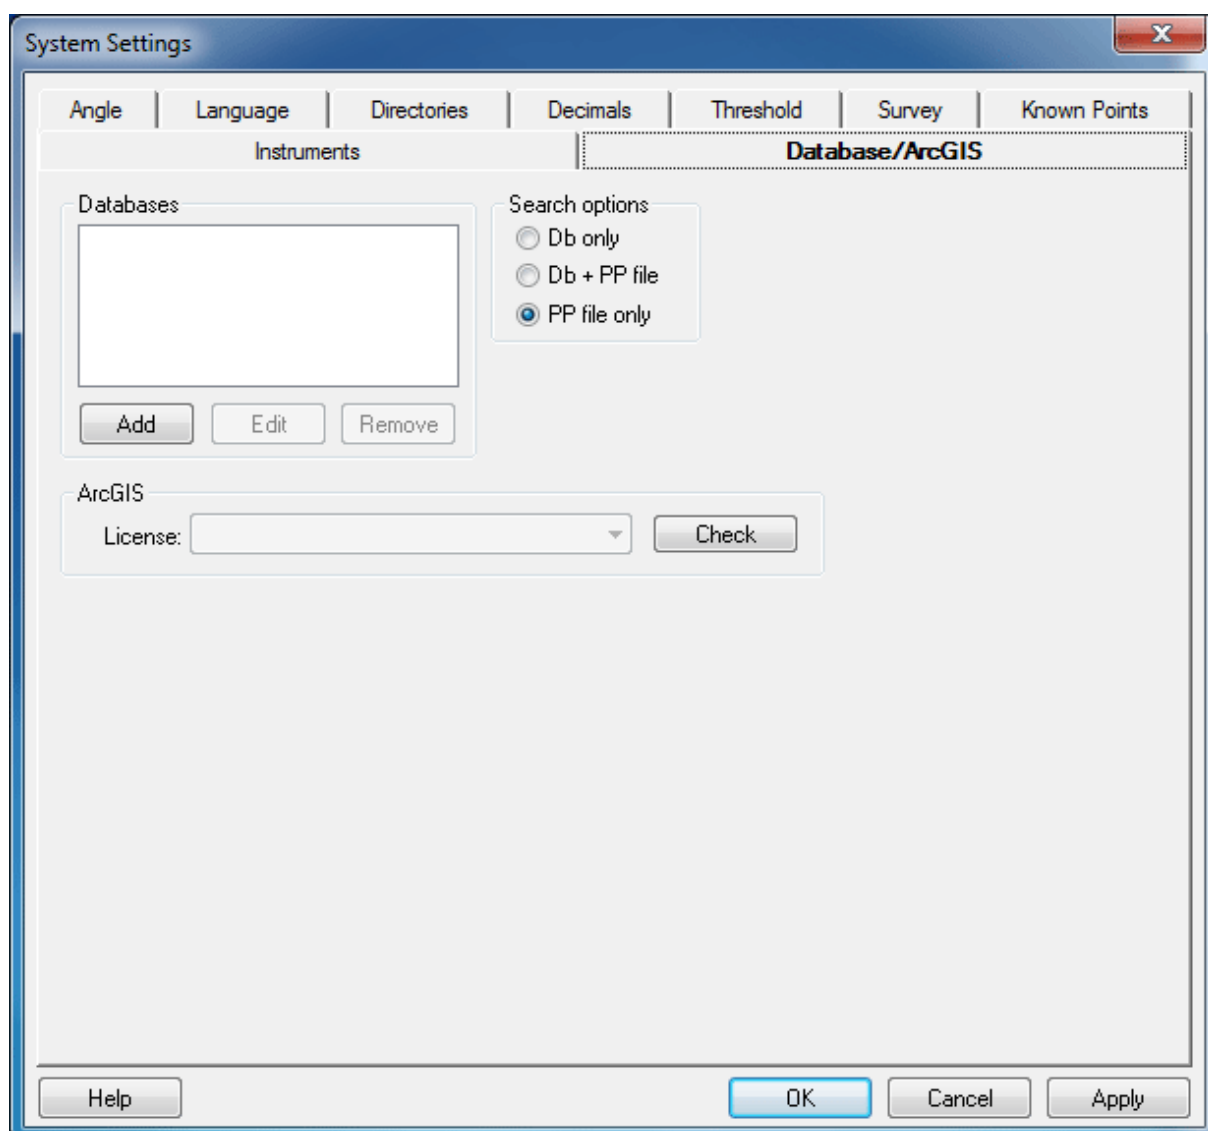 System Settings
Angle Language Directories Decimals Threshold Survey Known Points
Instruments Database/ArcGIS
Databases
Search options
Db only
Db + PP file
PP file only
Add Edit Remove
ArcGIS
License: Check
Help OK Cancel Apply